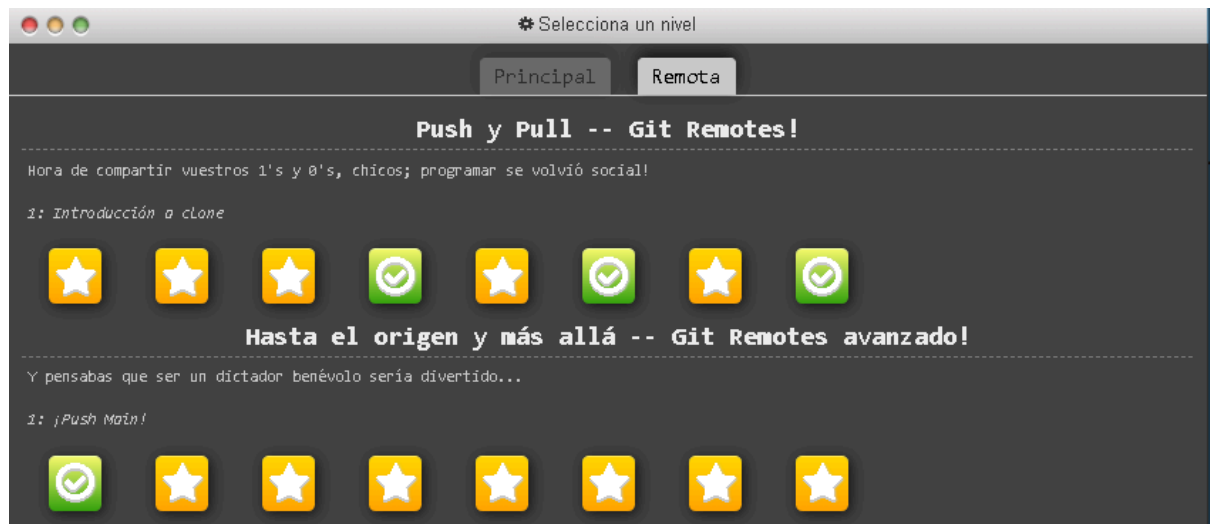 Selecciona un nivel
Principal
Remota
Push y Pull -- Git Remotes!
Hora de compartir vuestros 1's y 0's, chicos; programar se volvió social!
1: Introducción a clone
Hasta el origen y más allá -- Git Remotes avanzado!
Y pensabas que ser un dictador benévolo sería divertido...
1: ¡Push Main!